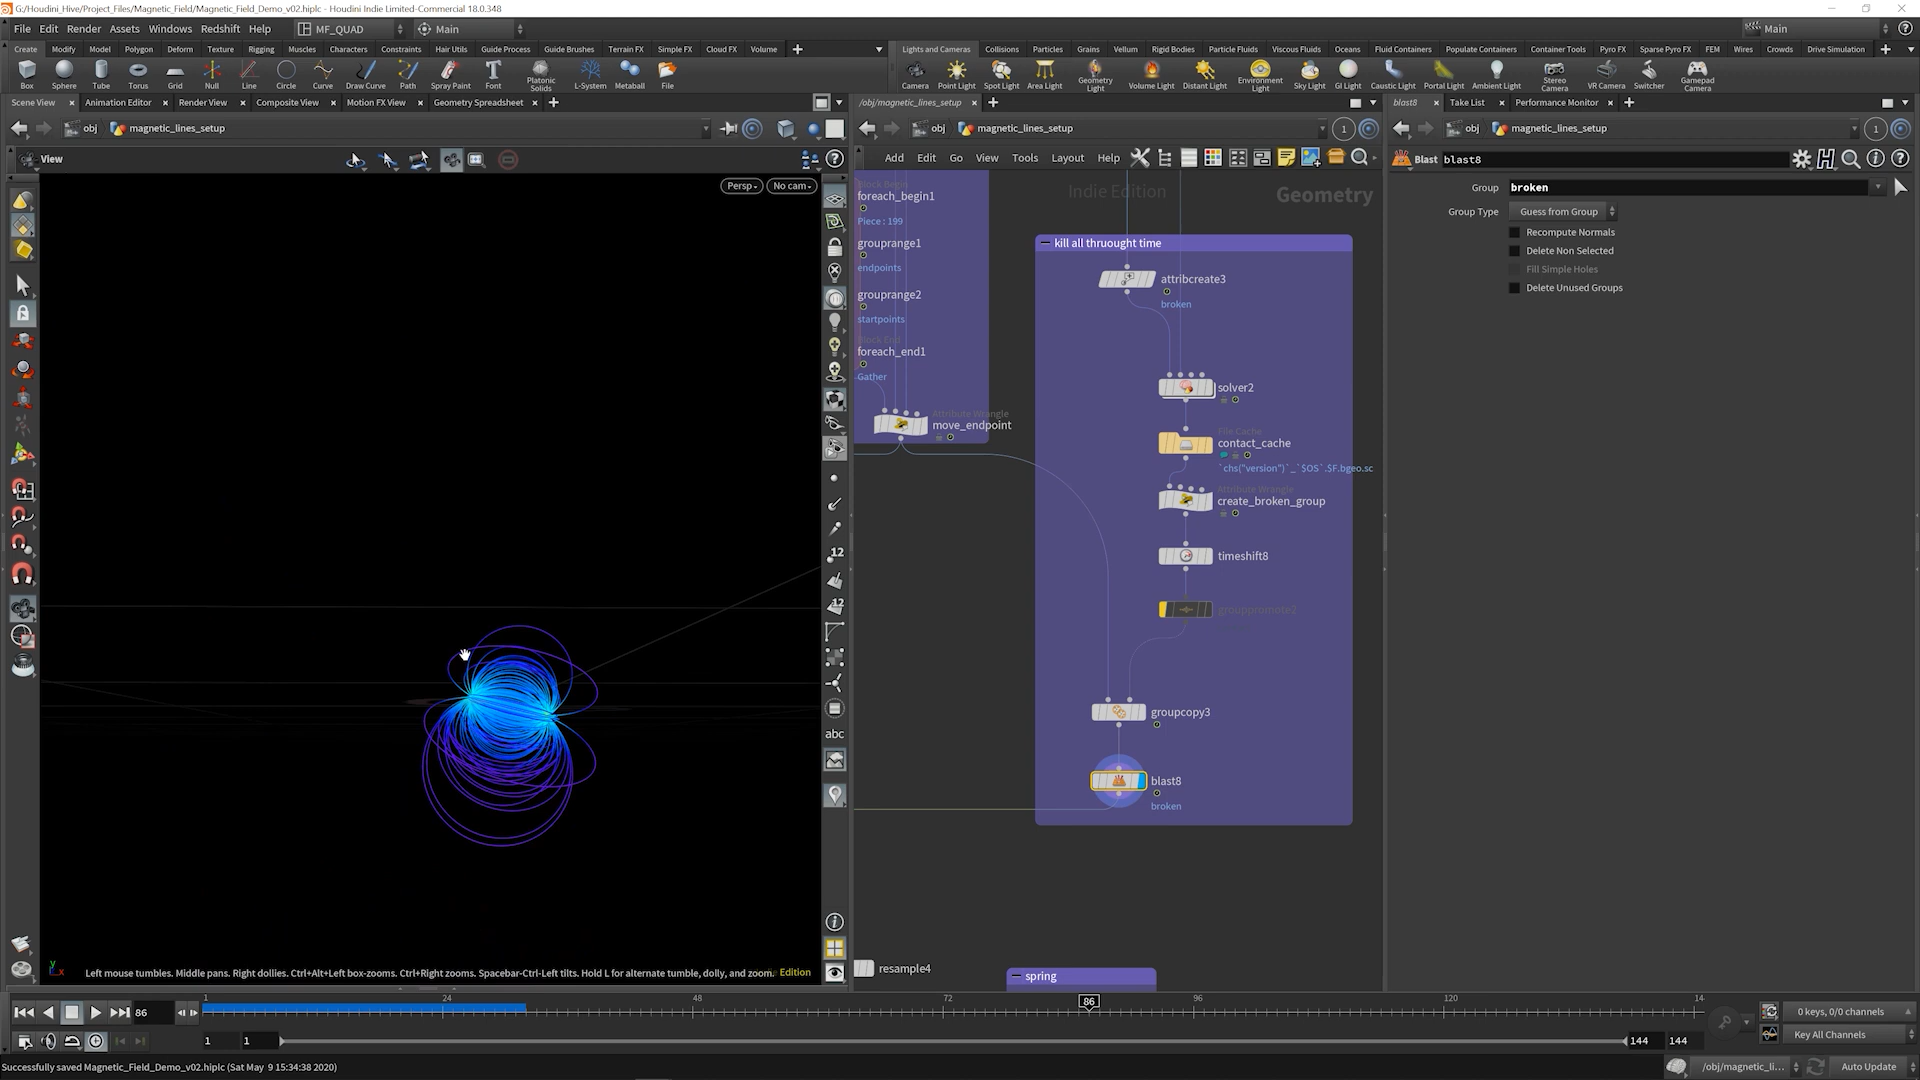 G:/Houdini_Hive/Project_Files/Magnetic_Field/Magnetic_Field_Demo_v02.hiplc - Houdini Indie Limited-Commercial 18.0.348
File Edit Render Assets Windows Redshift Help MF_QUAD Main Main
Create Modify Model Polygon Deform Texture Rigging Muscles Characters Constraints Hair Utils Guide Process Guide Brushes Terrain FX Simple FX Cloud FX Volume
Lights and Cameras Collisions Particles Grains Vellum Rigid Bodies Particle Fluids Viscous Fluids Oceans Fluid Containers Populate Containers Container Tools Pyro FX Sparse Pyro FX FEM Wires Crowds Drive Simulation
Box Sphere Tube Torus Grid Null Line Circle Curve Draw Curve Path Spray Paint Font Platonic Solids L-System Metaball File
Camera Point Light Spot Light Area Light Geometry Light Volume Light Distant Light Environment Light Sky Light GI Light Caustic Light Portal Light Ambient Light Stereo Camera VR Camera Switcher Gamepad Camera
Scene View Animation Editor Render View Composite View Motion FX View Geometry Spreadsheet
/obj/magnetic_lines_setup
blast8 Take List Performance Monitor
obj magnetic_lines_setup
obj magnetic_lines_setup 1
obj magnetic_lines_setup 1
View
Add Edit Go View Tools Layout Help
Blast blast8
Persp No cam
Indie Edition
Geometry
Group broken
Group Type Guess from Group
Recompute Normals
Delete Non Selected
Fill Simple Holes
Delete Unused Groups
Block Begin
foreach_begin1
Piece : 199
grouprange1
endpoints
grouprange2
startpoints
Block End
foreach_end1
Gather
Attribute Wrangle
move_endpoint
kill all thruought time
attribcreate3
broken
solver2
File Cache
contact_cache
`chs("version")`_`$OS`.$F.bgeo.sc
Attribute Wrangle
create_broken_group
timeshift8
grouppromote2
groupcopy3
blast8
broken
resample4
spring
12
12
abc
y
x
Left mouse tumbles. Middle pans. Right dollies. Ctrl+Alt+Left box-zooms. Ctrl+Right zooms. Spacebar-Ctrl-Left tilts. Hold L for alternate tumble, dolly, and zoom. Edition
86
1 24 48 72 86 96 120 14
0 keys, 0/0 channels
1 1 144 144
Key All Channels
Successfully saved Magnetic_Field_Demo_v02.hiplc (Sat May 9 15:34:38 2020)
/obj/magnetic_li... Auto Update